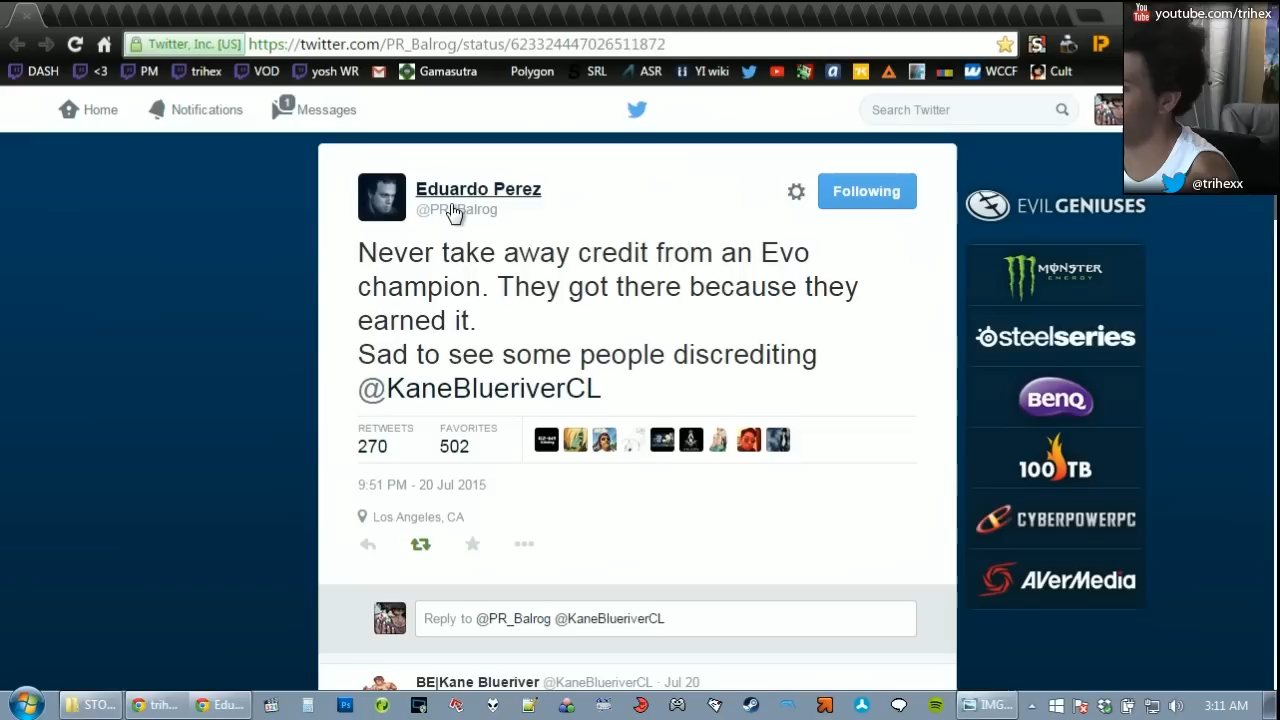 youtube.com/trihex
Twitter, Inc. [US] https://twitter.com/PR_Balrog/status/623324447026511872
DASH <3 PM trihex VOD yosh WR Gamasutra Polygon SRL ASR YI wiki WCCF Cult
Home Notifications 1 Messages Search Twitter
@trihexx
Eduardo Perez
@PR_Balrog
Following
EVIL GENIUSES
Never take away credit from an Evo
champion. They got there because they
earned it.
Sad to see some people discrediting
@KaneBlueriverCL
MONSTER
ENERGY
steelseries
BENQ
100TB
CYBERPOWERPC
AVERMEDIA
RETWEETS FAVORITES
270 502
9:51 PM - 20 Jul 2015
Los Angeles, CA
Reply to @PR_Balrog @KaneBlueriverCL
BE|Kane Blueriver @KaneBlueriverCL · Jul 20
STO... trih... Edu... IMG... 3:11 AM